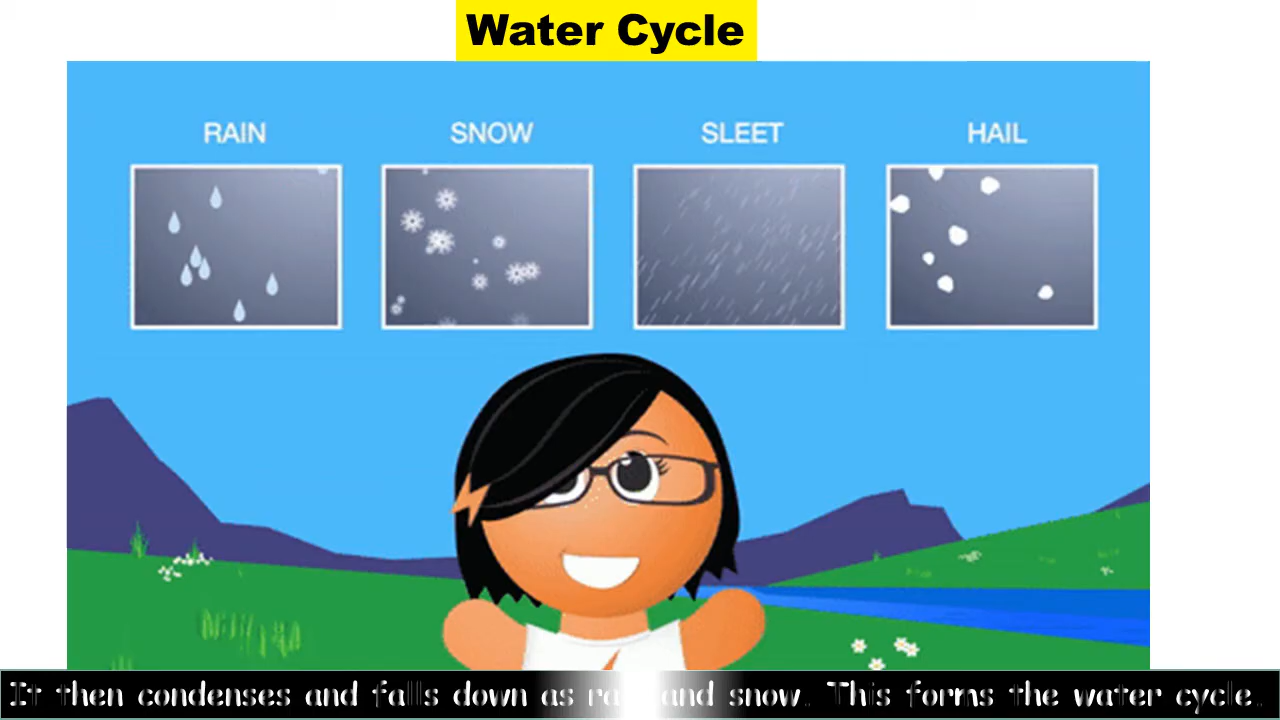 Water Cycle
RAIN SNOW SLEET HAIL
It then condenses and falls down as rain and snow. This forms the water cycle.